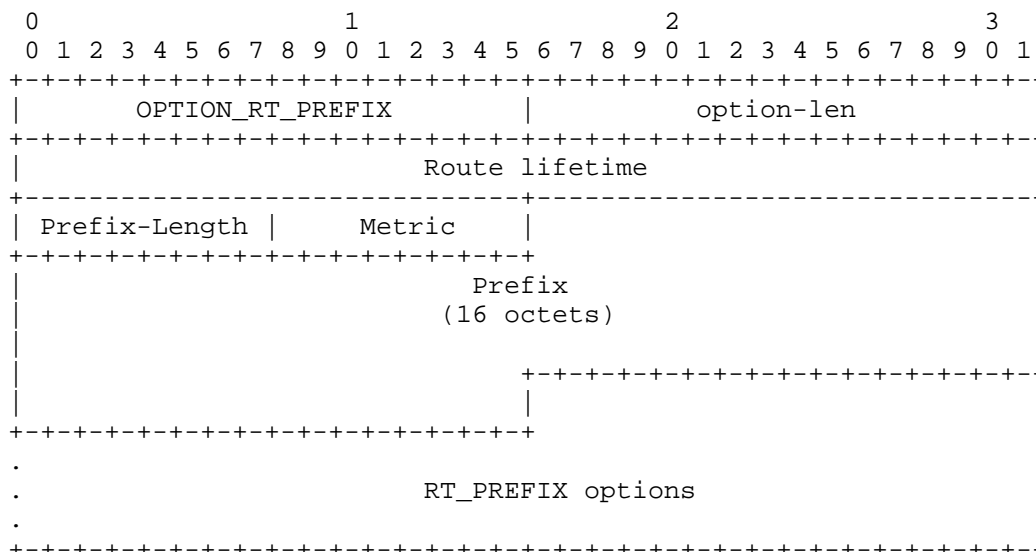 0                   1                   2                   3
 0 1 2 3 4 5 6 7 8 9 0 1 2 3 4 5 6 7 8 9 0 1 2 3 4 5 6 7 8 9 0 1
+-+-+-+-+-+-+-+-+-+-+-+-+-+-+-+-+-+-+-+-+-+-+-+-+-+-+-+-+-+-+-+-
|       OPTION_RT_PREFIX        |          option-len
+-+-+-+-+-+-+-+-+-+-+-+-+-+-+-+-+-+-+-+-+-+-+-+-+-+-+-+-+-+-+-+-
|                         Route lifetime
+-------------------------------+--------------------------------
| Prefix-Length |     Metric    |
+-+-+-+-+-+-+-+-+-+-+-+-+-+-+-+-+
|                            Prefix
|                          (16 octets)
|
|                               +-+-+-+-+-+-+-+-+-+-+-+-+-+-+-+-
|                               |
+-+-+-+-+-+-+-+-+-+-+-+-+-+-+-+-+
.
.                         RT_PREFIX options
.
+-+-+-+-+-+-+-+-+-+-+-+-+-+-+-+-+-+-+-+-+-+-+-+-+-+-+-+-+-+-+-+-